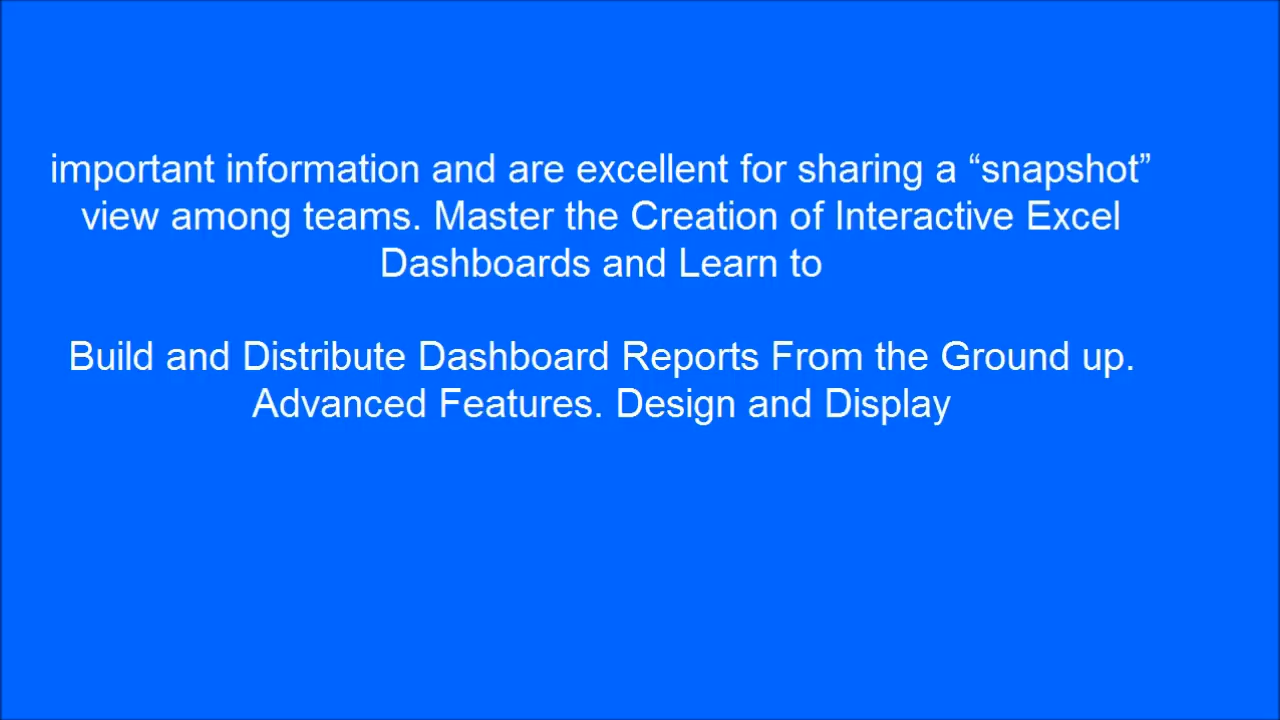 important information and are excellent for sharing a “snapshot”
view among teams. Master the Creation of Interactive Excel
Dashboards and Learn to
Build and Distribute Dashboard Reports From the Ground up.
Advanced Features. Design and Display